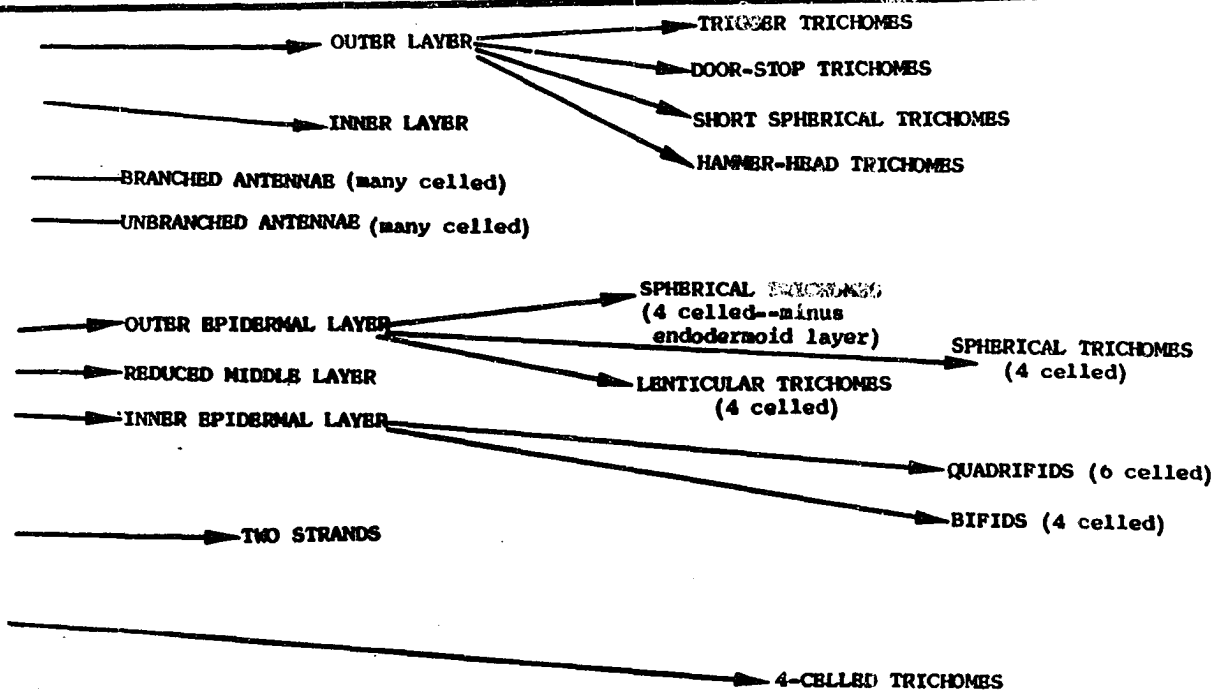 TRIGGER TRICHOMES
OUTER LAYER
DOOR-STOP TRICHOMES
SHORT SPHERICAL TRICHOMES
INNER LAYER
HAMMER-HEAD TRICHOMES
BRANCHED ANTENNAE (many celled)
UNBRANCHED ANTENNAE (many celled)
SPHERICAL
(4 celled--minus
endodermoid layer)
OUTER EPIDERMAL LAYER
SPHERICAL TRICHOMES
(4 celled)
REDUCED MIDDLE LAYER
LENTICULAR TRICHOMES
(4 celled)
INNER EPIDERMAL LAYER
QUADRIFIDS (6 celled)
BIFIDS (4 celled)
TWO STRANDS
4-CELLED TRICHOMES